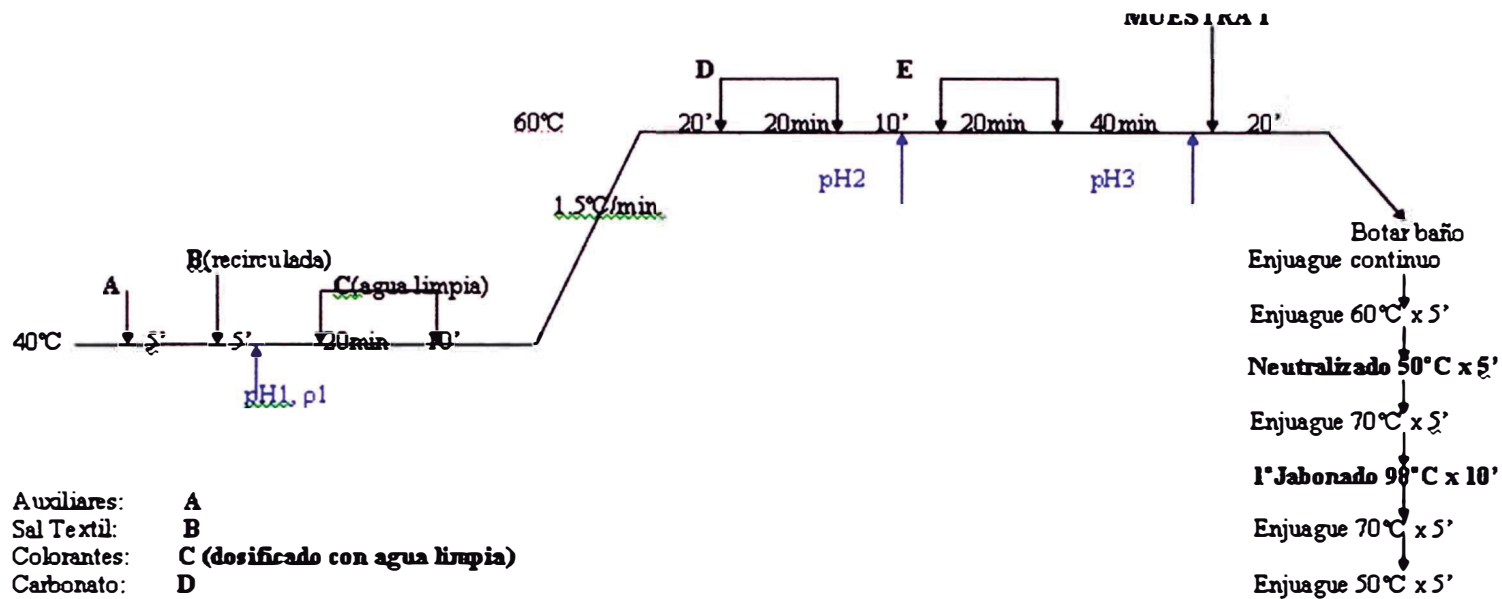 MUESTRA 1
D
E
60°C
20'
20min
10'
20min
40min
20'
pH2
pH3
1.5°C/min
B(recirculada)
A
C(agua limpia)
40°C
5'
5'
20min
10'
pH1, ρ1
Botar baño
Enjuague continuo
Enjuague 60°C x 5'
Neutralizado 50°C x 5'
Enjuague 70°C x 5'
1°Jabonado 98°C x 10'
Enjuague 70°C x 5'
Enjuague 50°C x 5'
Auxiliares: A
Sal Textil: B
Colorantes: C (dosificado con agua limpia)
Carbonato: D